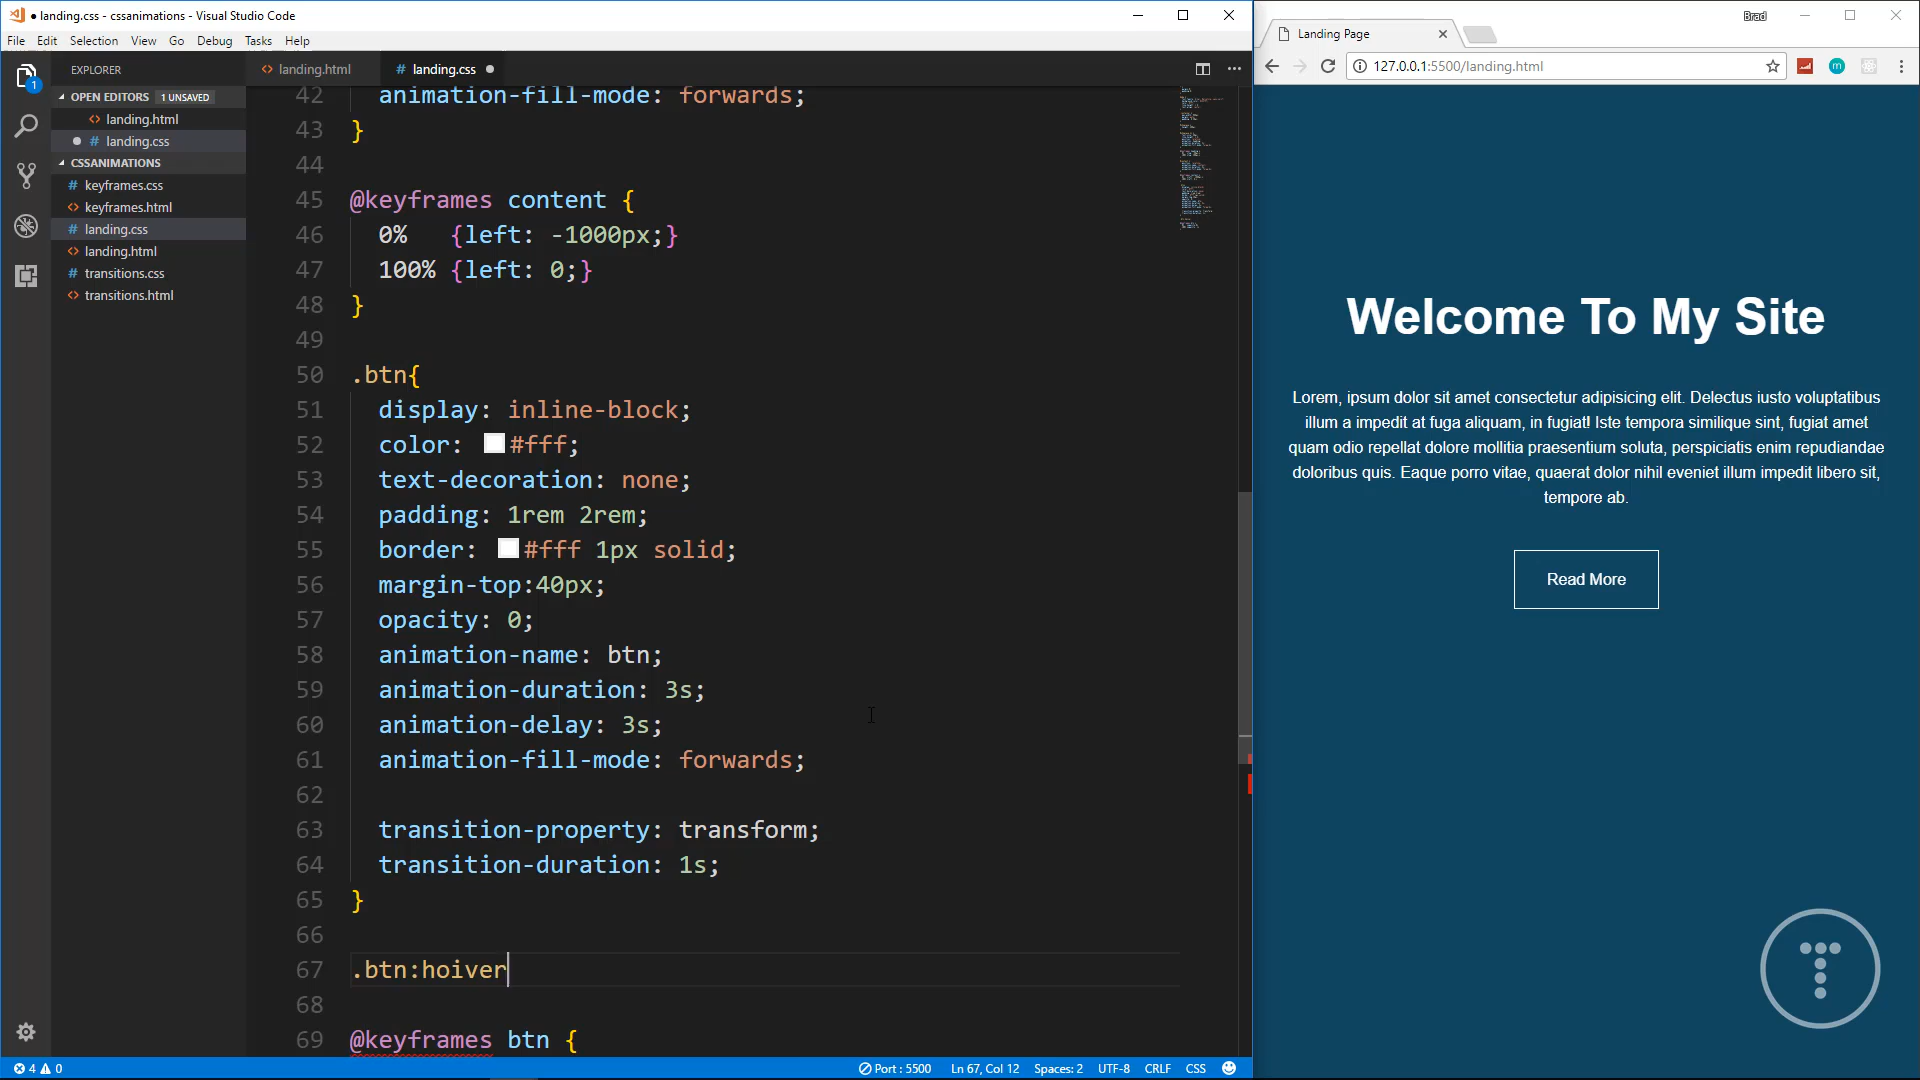 landing.css - cssanimations - Visual Studio Code
File Edit Selection View Go Debug Tasks Help
EXPLORER
OPEN EDITORS 1 UNSAVED
landing.html
landing.css
CSSANIMATIONS
keyframes.css
keyframes.html
landing.css
landing.html
transitions.css
transitions.html
1
landing.html
landing.css
42 animation-fill-mode: forwards;
43 }
44
45 @keyframes content {
46 0% {left: -1000px;}
47 100% {left: 0;}
48 }
49
50 .btn{
51 display: inline-block;
52 color: #fff;
53 text-decoration: none;
54 padding: 1rem 2rem;
55 border: #fff 1px solid;
56 margin-top:40px;
57 opacity: 0;
58 animation-name: btn;
59 animation-duration: 3s;
60 animation-delay: 3s;
61 animation-fill-mode: forwards;
62
63 transition-property: transform;
64 transition-duration: 1s;
65 }
66
67 .btn:hoiver
68
69 @keyframes btn {
4 0
Port : 5500 Ln 67, Col 12 Spaces: 2 UTF-8 CRLF CSS
Brad
Landing Page
127.0.0.1:5500/landing.html
Welcome To My Site
Lorem, ipsum dolor sit amet consectetur adipisicing elit. Delectus iusto voluptatibus
illum a impedit at fuga aliquam, in fugiat! Iste tempora similique sint, fugiat amet
quam odio repellat dolore mollitia praesentium soluta, perspiciatis enim repudiandae
doloribus quis. Eaque porro vitae, quaerat dolor nihil eveniet illum impedit libero sit,
tempore ab.
Read More